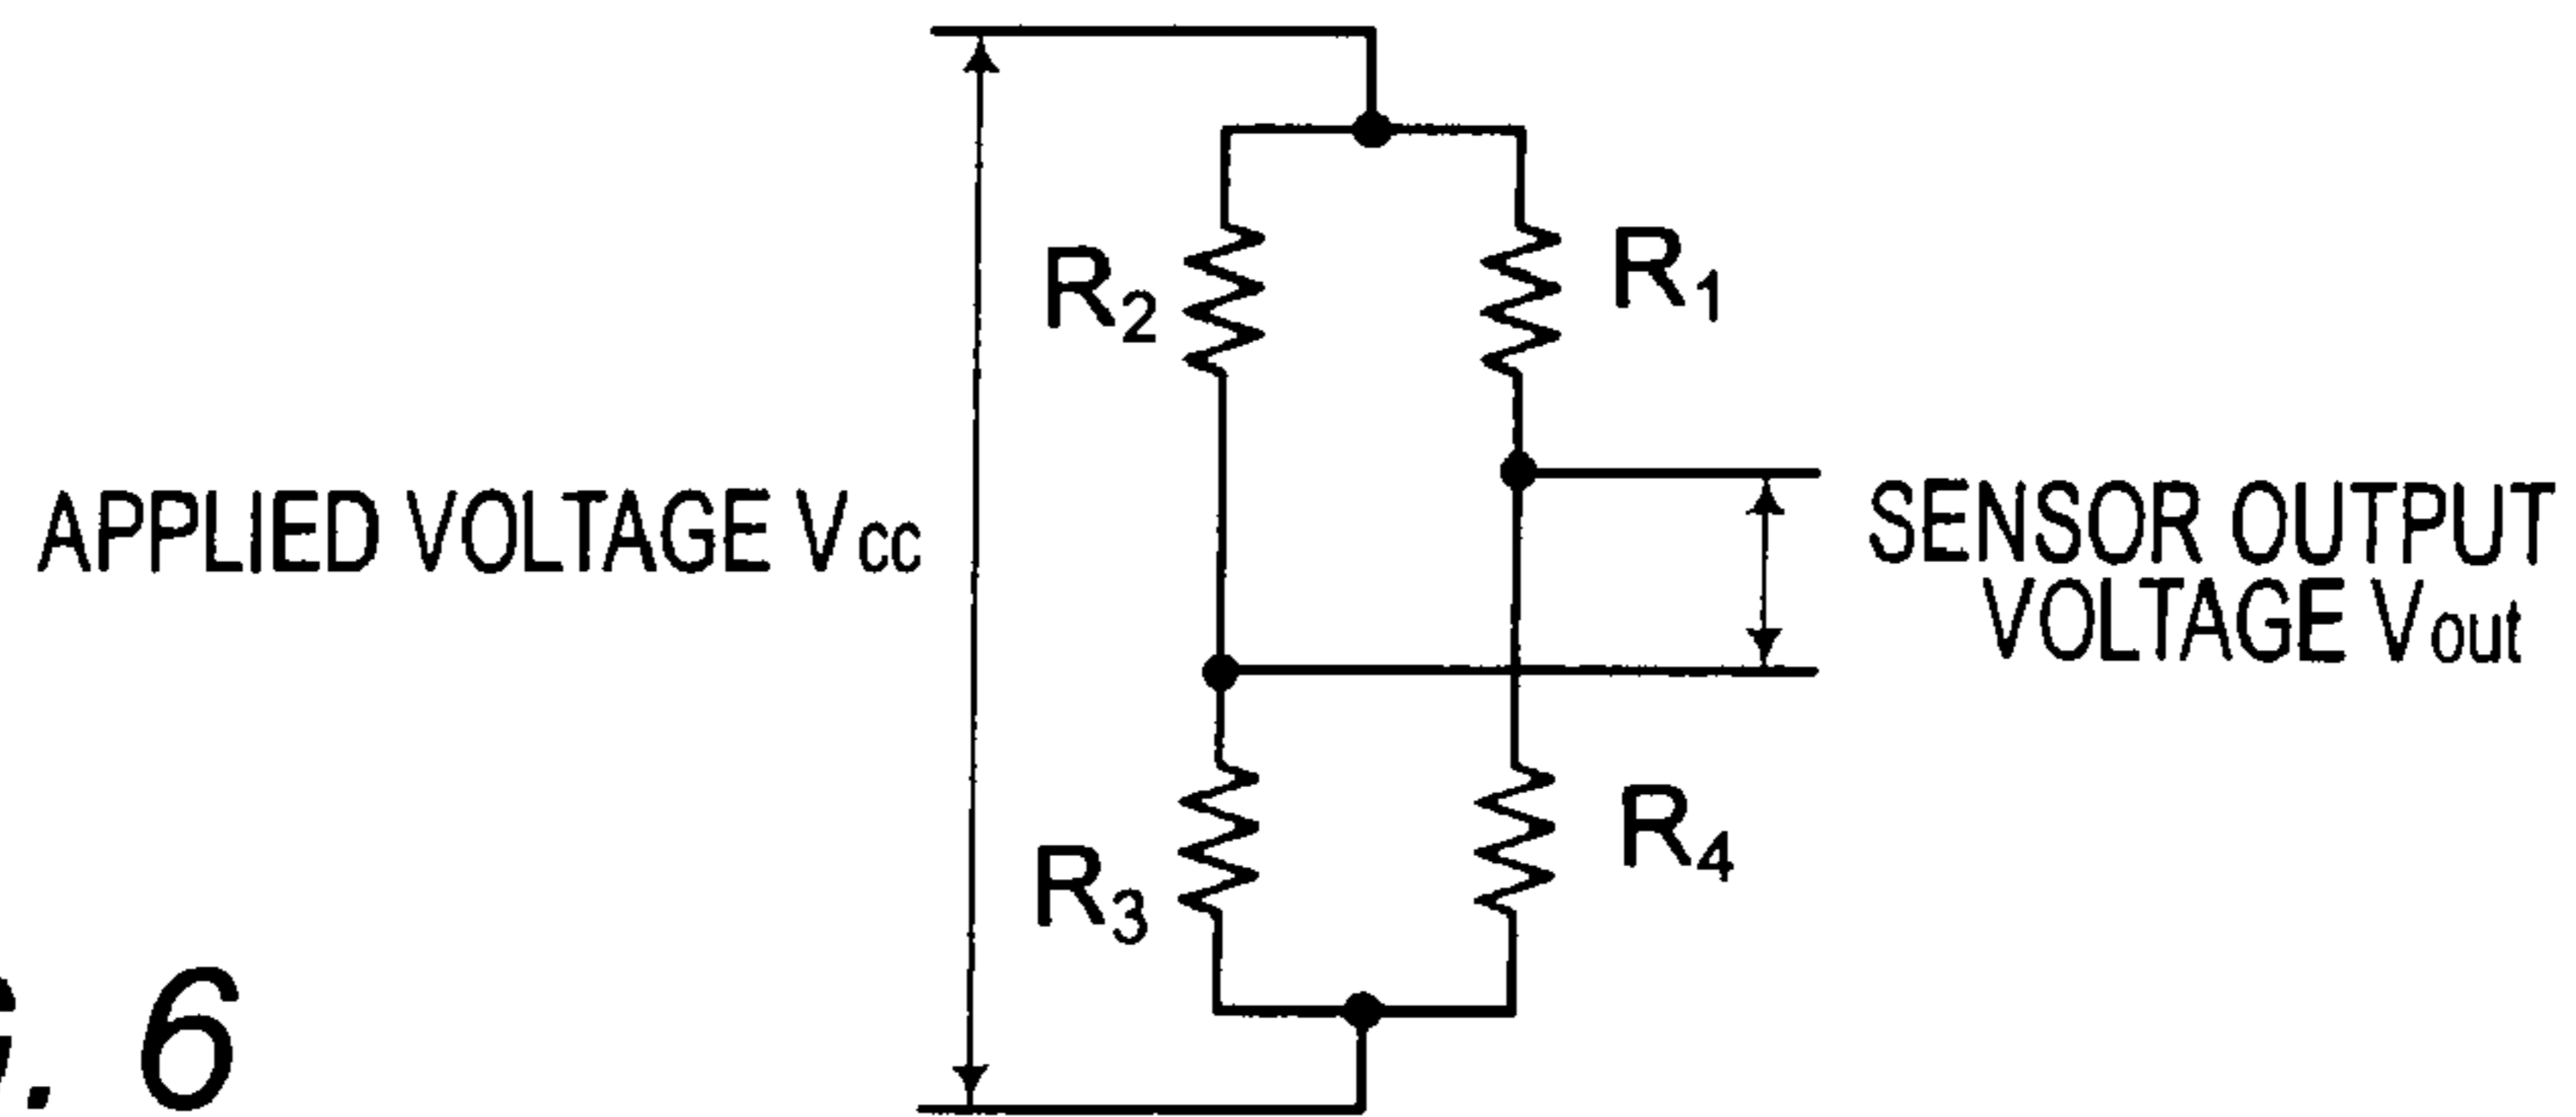 R2
R1
APPLIED VOLTAGE Vcc
SENSOR OUTPUT
VOLTAGE Vout
R3
R4
G. 6